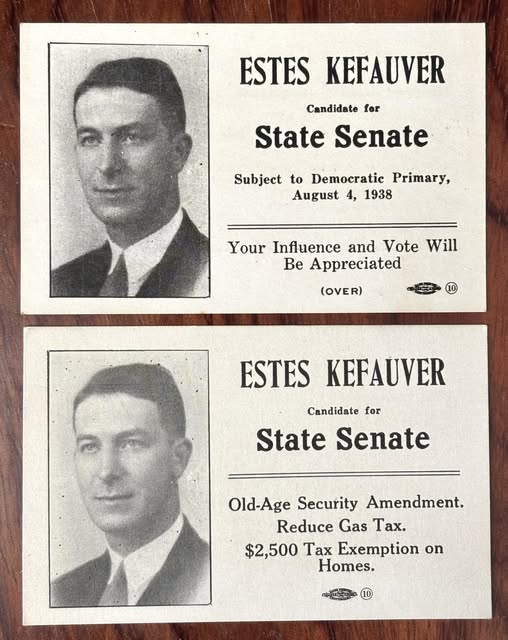 ESTES KEFAUVER
Candidate for
State Senate
Subject to Democratic Primary,
August 4, 1938
Your Influence and Vote Will
Be Appreciated
(OVER)
10
ESTES KEFAUVER
Candidate for
State Senate
Old-Age Security Amendment.
Reduce Gas Tax.
$2,500 Tax Exemption on
Homes.
10